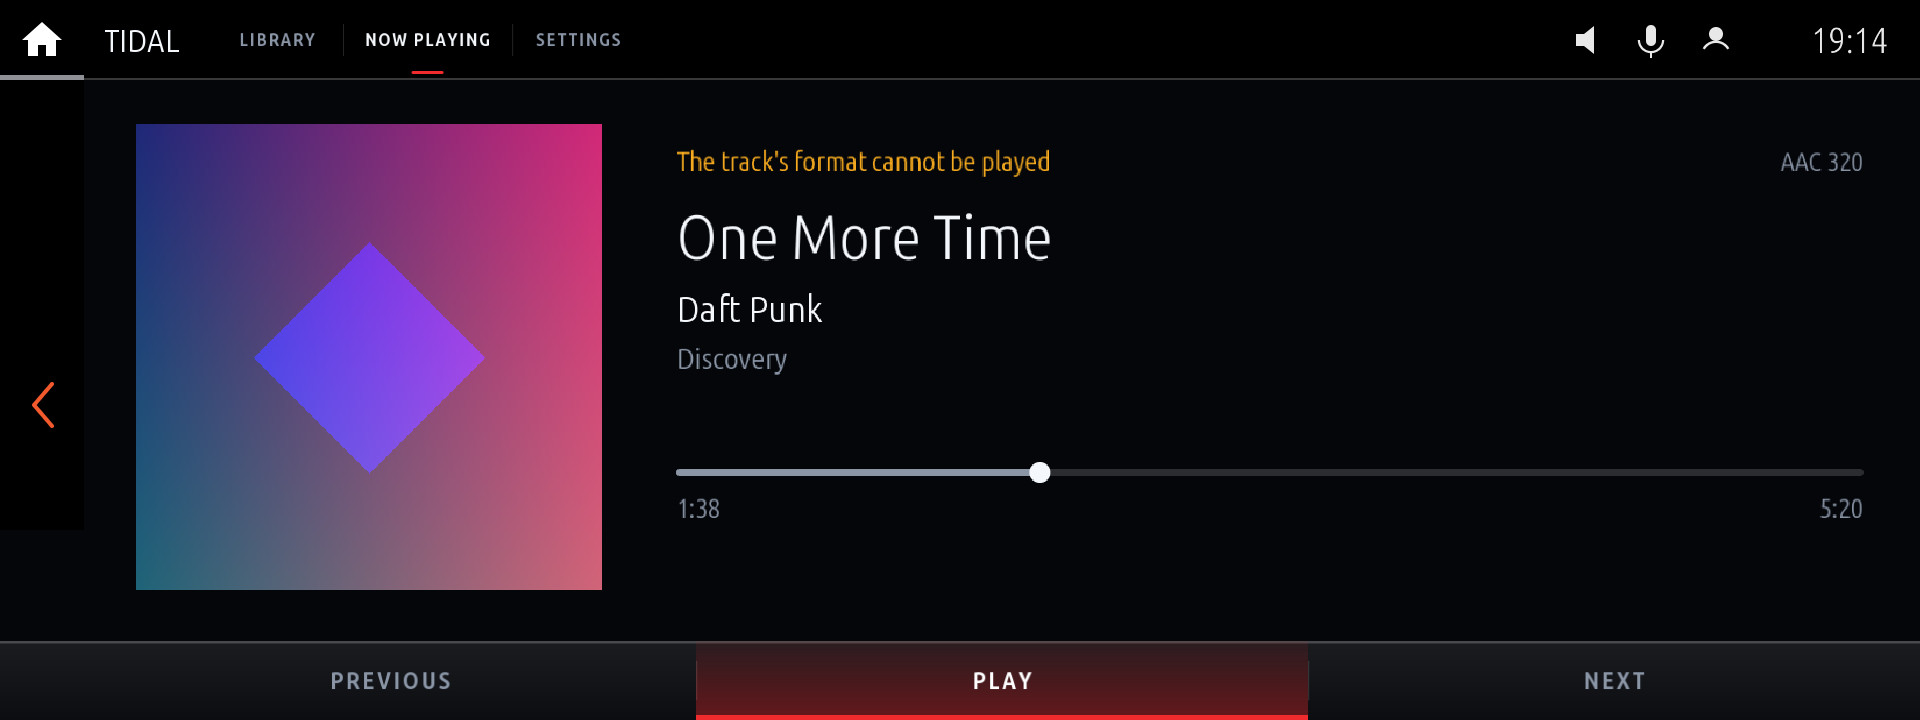 TIDAL
LIBRARY
NOW PLAYING
SETTINGS
19:14
The track's format cannot be played
AAC 320
One More Time
Daft Punk
Discovery
1:38
5:20
PREVIOUS
PLAY
NEXT